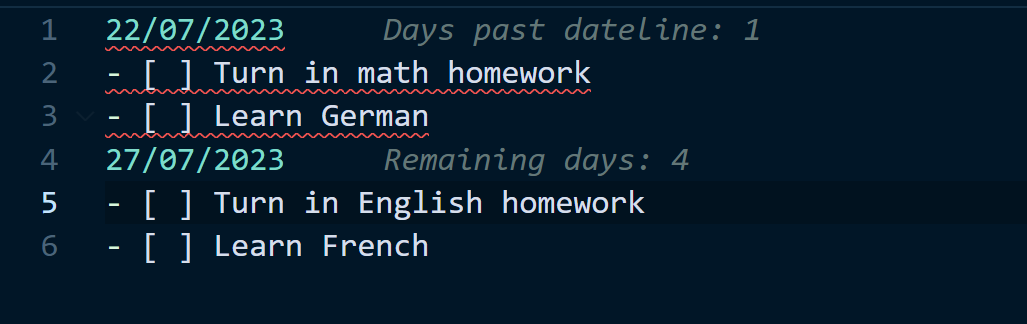 1 22/07/2023 Days past dateline: 1
2 - [ ] Turn in math homework
3 - [ ] Learn German
4 27/07/2023 Remaining days: 4
5 - [ ] Turn in English homework
6 - [ ] Learn French